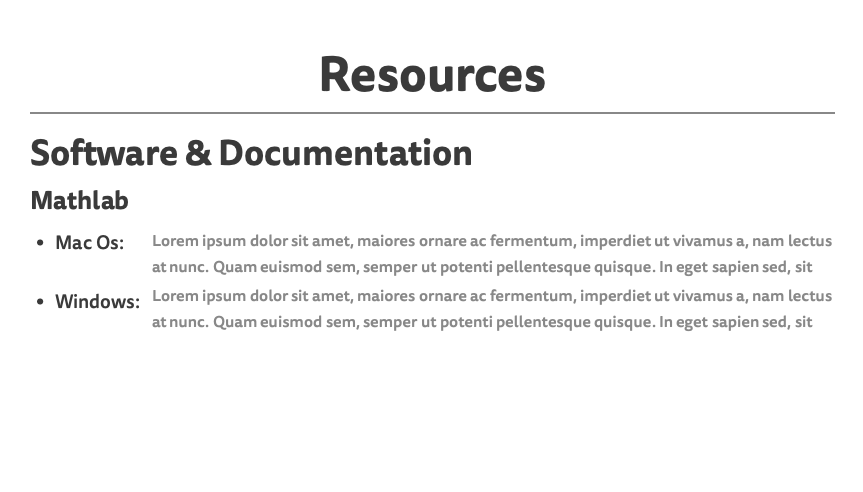 Resources
Software & Documentation
Mathlab
• Mac Os: Lorem ipsum dolor sit amet, maiores ornare ac fermentum, imperdiet ut vivamus a, nam lectus
at nunc. Quam euismod sem, semper ut potenti pellentesque quisque. In eget sapien sed, sit
• Windows: Lorem ipsum dolor sit amet, maiores ornare ac fermentum, imperdiet ut vivamus a, nam lectus
at nunc. Quam euismod sem, semper ut potenti pellentesque quisque. In eget sapien sed, sit